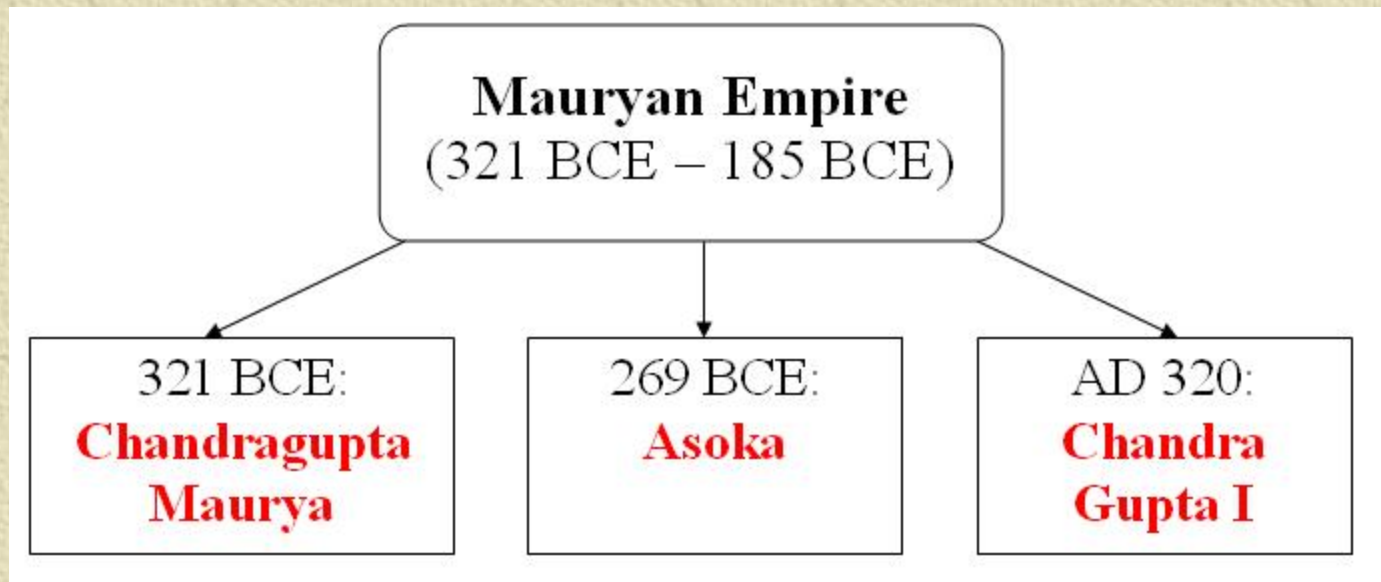 Mauryan Empire
(321 BCE – 185 BCE)
321 BCE:
Chandragupta
Maurya
269 BCE:
Asoka
AD 320:
Chandra
Gupta I